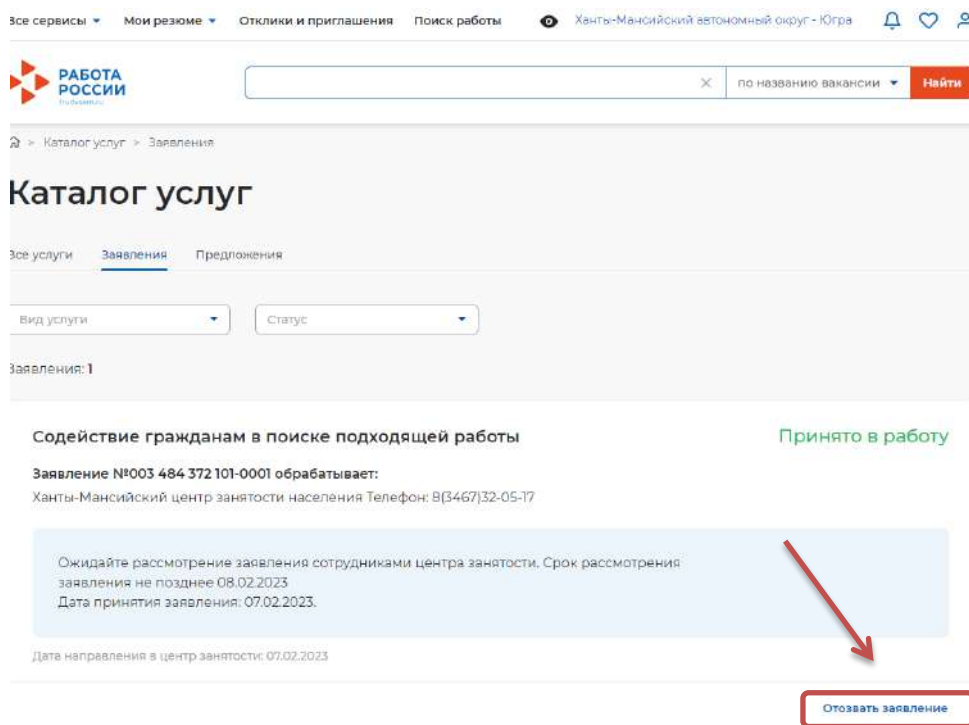 Все сервисы Мои резюме Отклики и приглашения Поиск работы Ханты-Мансийский автономный округ - Югра
РАБОТА
РОССИИ
trudvsem.ru
по названию вакансии Найти
> Каталог услуг > Заявления
Каталог услуг
Все услуги Заявления Предложения
Вид услуги Статус
Заявления: 1
Содействие гражданам в поиске подходящей работы Принято в работу
Заявление №003 484 372 101-0001 обрабатывает:
Ханты-Мансийский центр занятости населения Телефон: 8(3467)32-05-17
Ожидайте рассмотрение заявления сотрудниками центра занятости. Срок рассмотрения
заявления не позднее 08.02.2023
Дата принятия заявления: 07.02.2023.
Дата направления в центр занятости: 07.02.2023
Отозвать заявление